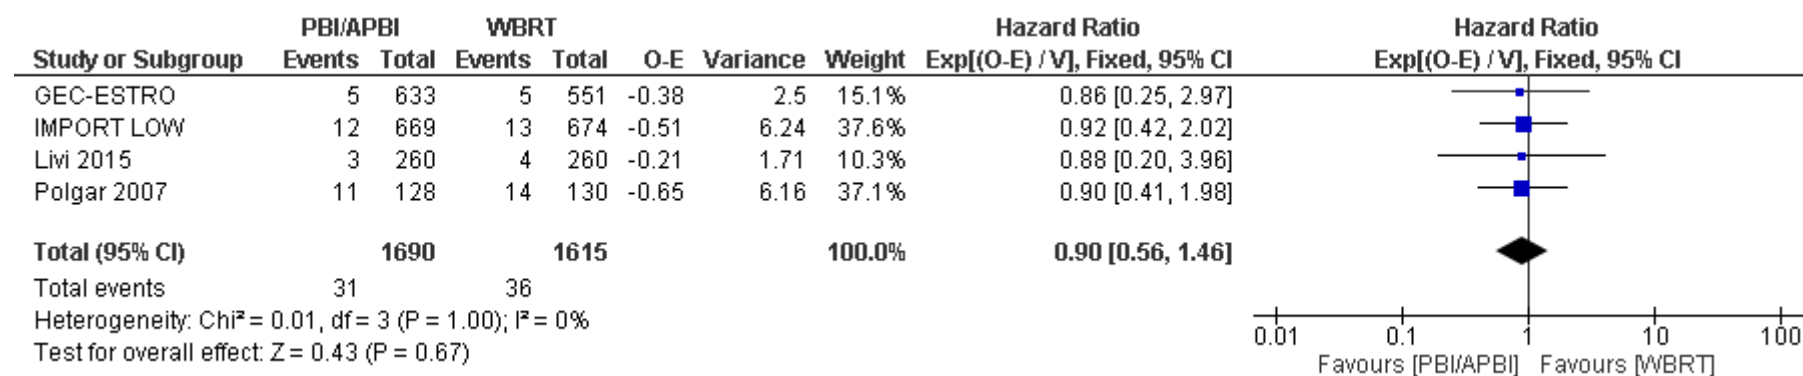 PBI/APBI WBRT Hazard Ratio Hazard Ratio
Study or Subgroup Events Total Events Total O-E Variance Weight Exp[(O-E) / V], Fixed, 95% CI Exp[(O-E) / V], Fixed, 95% CI
GEC-ESTRO 5 633 5 551 -0.38 2.5 15.1% 0.86 [0.25, 2.97]
IMPORT LOW 12 669 13 674 -0.51 6.24 37.6% 0.92 [0.42, 2.02]
Livi 2015 3 260 4 260 -0.21 1.71 10.3% 0.88 [0.20, 3.96]
Polgar 2007 11 128 14 130 -0.65 6.16 37.1% 0.90 [0.41, 1.98]
Total (95% CI) 1690 1615 100.0% 0.90 [0.56, 1.46]
Total events 31 36
Heterogeneity: Chi² = 0.01, df = 3 (P = 1.00); I² = 0%
Test for overall effect: Z = 0.43 (P = 0.67)
0.01 0.1 1 10 100
Favours [PBI/APBI] Favours [WBRT]